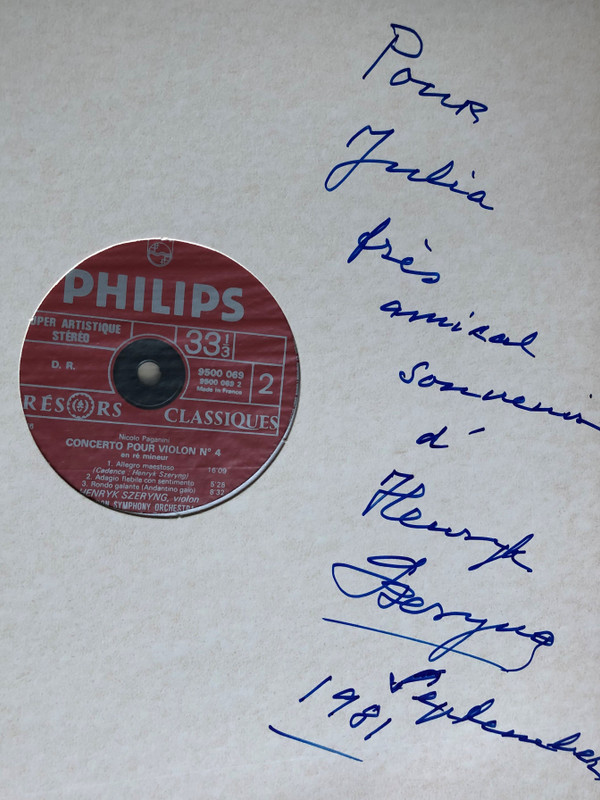 Pour
Julia
très
amical
souvenir
d'
Henryk
Szeryng
September
1981
PHILIPS
UPER ARTISTIQUE
STÉRÉO
33 1/3
D. R.
9500 069
9500 069 2
Made in France
2
RÉSORS CLASSIQUES
Nicolo Paganini
CONCERTO POUR VIOLON N° 4
en ré mineur
1. Allegro maestoso 16'09
(Cadence : Henryk Szeryng)
2. Adagio flebile con sentimento 5'28
3. Rondo galante (Andantino gaio) 8'32
HENRYK SZERYNG, violon
ON SYMPHONY ORCHESTRA